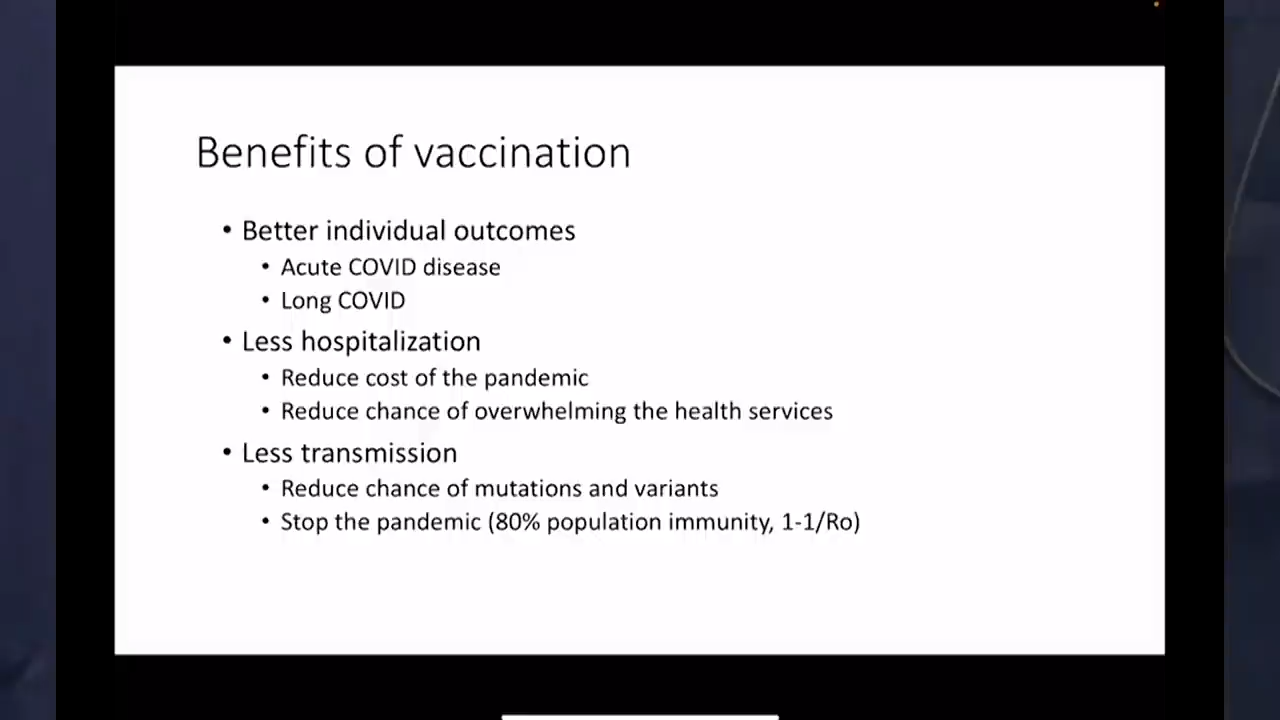 Benefits of vaccination
• Better individual outcomes
• Acute COVID disease
• Long COVID
• Less hospitalization
• Reduce cost of the pandemic
• Reduce chance of overwhelming the health services
• Less transmission
• Reduce chance of mutations and variants
• Stop the pandemic (80% population immunity, 1-1/Ro)